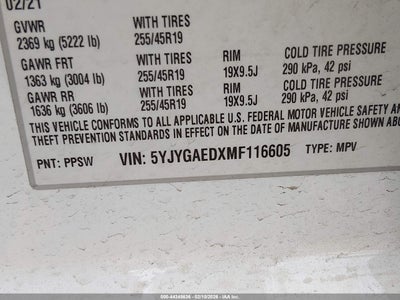 02/21
GVWR WITH TIRES
2369 kg (5222 lb) 255/45R19
GAWR FRT WITH TIRES RIM COLD TIRE PRESSURE
1363 kg (3004 lb) 255/45R19 19X9.5J 290 kPa, 42 psi
GAWR RR WITH TIRES RIM COLD TIRE PRESSURE
1636 kg (3606 lb) 255/45R19 19X9.5J 290 kPa, 42 psi
THIS VEHICLE CONFORMS TO ALL APPLICABLE U.S. FEDERAL MOTOR VEHICLE SAFETY AN
THEFT PREVENTION STANDARDS IN EFFECT ON THE DATE OF MANUFACTURE SHOWN ABOV
PNT: PPSW VIN: 5YJYGAEDXMF116605 TYPE: MPV